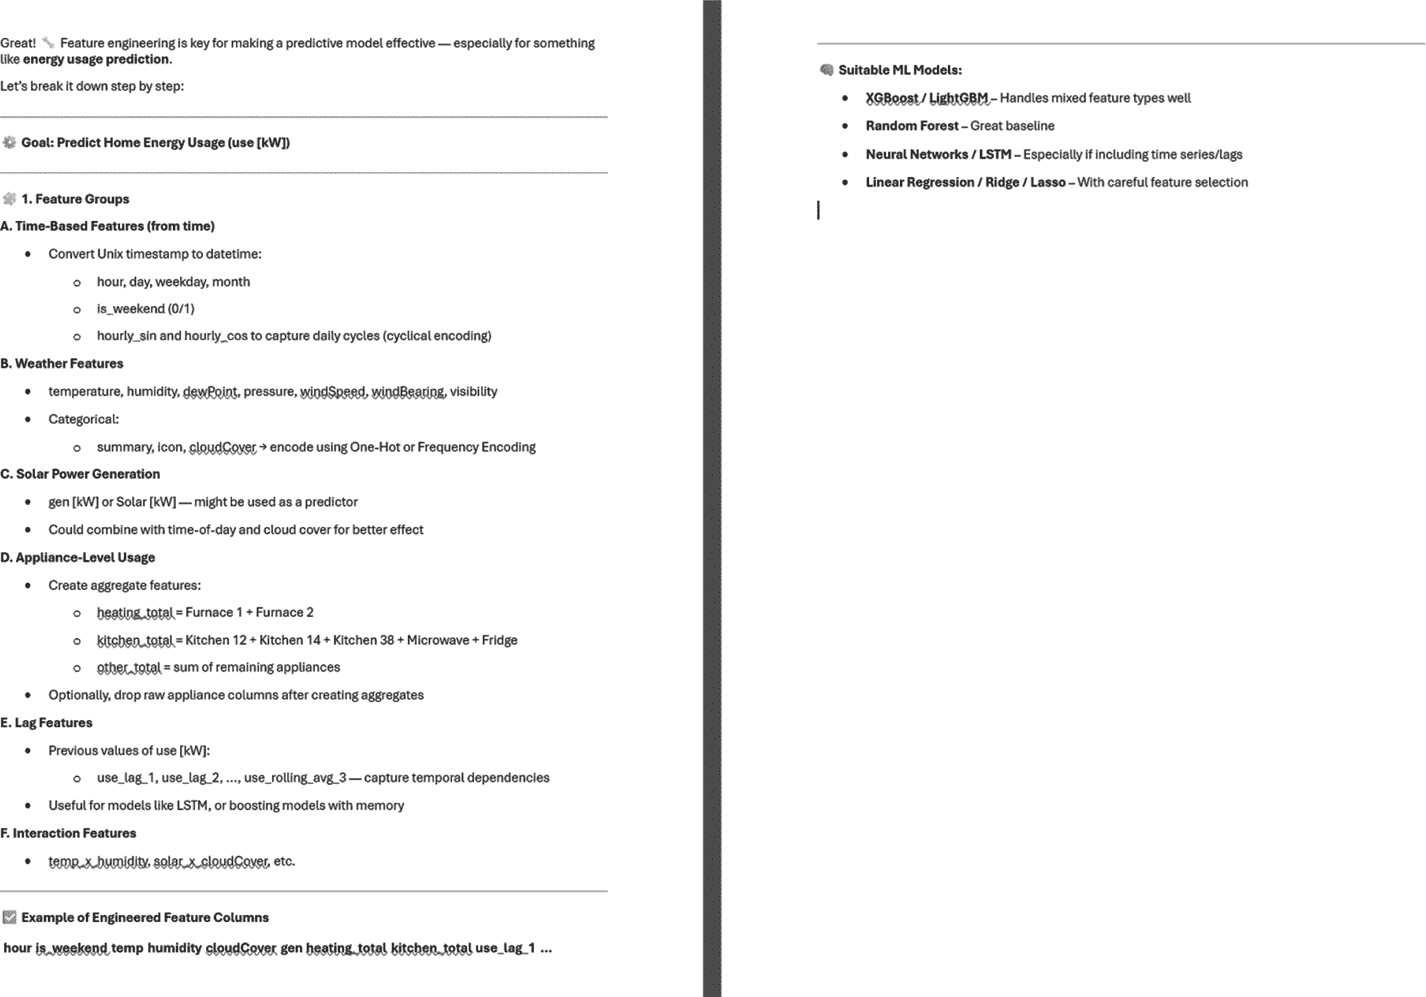 Great! 🔧 Feature engineering is key for making a predictive model effective — especially for something
like energy usage prediction.
Let's break it down step by step:
Goal: Predict Home Energy Usage (use [kW])
1. Feature Groups
A. Time-Based Features (from time)
• Convert Unix timestamp to datetime:
o hour, day, weekday, month
o is_weekend (0/1)
o hourly_sin and hourly_cos to capture daily cycles (cyclical encoding)
B. Weather Features
• temperature, humidity, dewPoint, pressure, windSpeed, windBearing, visibility
• Categorical:
o summary, icon, cloudCover → encode using One-Hot or Frequency Encoding
C. Solar Power Generation
• gen [kW] or Solar [kW] — might be used as a predictor
• Could combine with time-of-day and cloud cover for better effect
D. Appliance-Level Usage
• Create aggregate features:
o heating_total = Furnace 1 + Furnace 2
o kitchen_total = Kitchen 12 + Kitchen 14 + Kitchen 38 + Microwave + Fridge
o other_total = sum of remaining appliances
• Optionally, drop raw appliance columns after creating aggregates
E. Lag Features
• Previous values of use [kW]:
o use_lag_1, use_lag_2, ..., use_rolling_avg_3 — capture temporal dependencies
• Useful for models like LSTM, or boosting models with memory
F. Interaction Features
• temp_x_humidity, solar_x_cloudCover, etc.
Example of Engineered Feature Columns
hour is_weekend temp humidity cloudCover gen heating_total kitchen_total use_lag_1 ...
Suitable ML Models:
• XGBoost / LightGBM – Handles mixed feature types well
• Random Forest – Great baseline
• Neural Networks / LSTM – Especially if including time series/lags
• Linear Regression / Ridge / Lasso – With careful feature selection